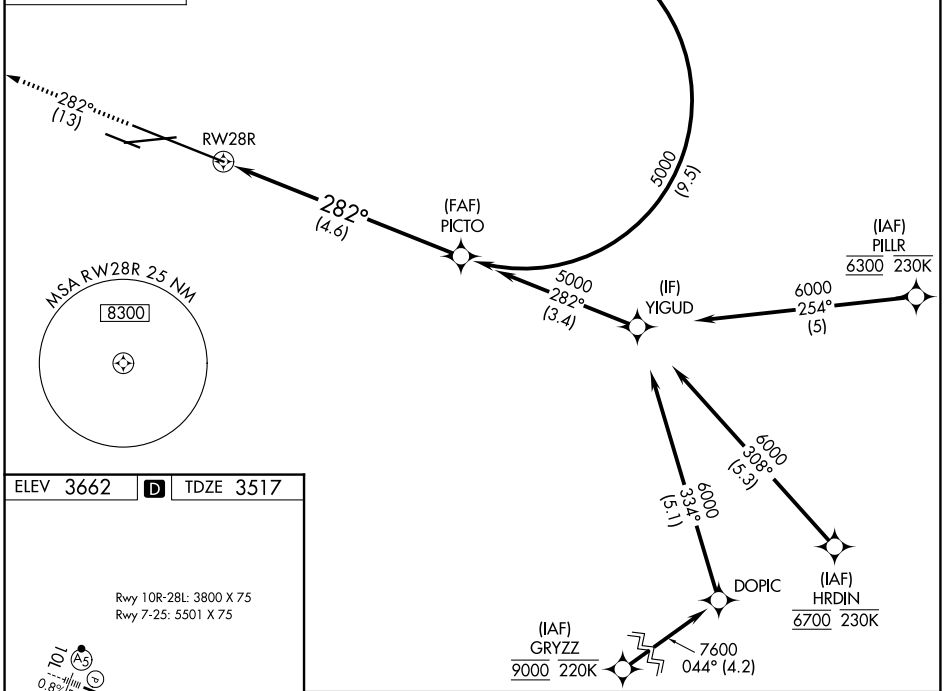 282°
(13)
RW28R
282°
(4.6)
(FAF)
PICTO
5000
(9.5)
5000
282°
(3.4)
(IF)
YIGUD
(IAF)
PILLR
6300 230K
6000
254°
(5)
MSA RW28R 25 NM
8300
6000
308°
(5.3)
6000
334°
(5.1)
DOPIC
(IAF)
HRDIN
6700 230K
(IAF)
GRYZZ
9000 220K
7600
044° (4.2)
ELEV 3662 D TDZE 3517
Rwy 10R-28L: 3800 X 75
Rwy 7-25: 5501 X 75
10L
A5
P
0.8%